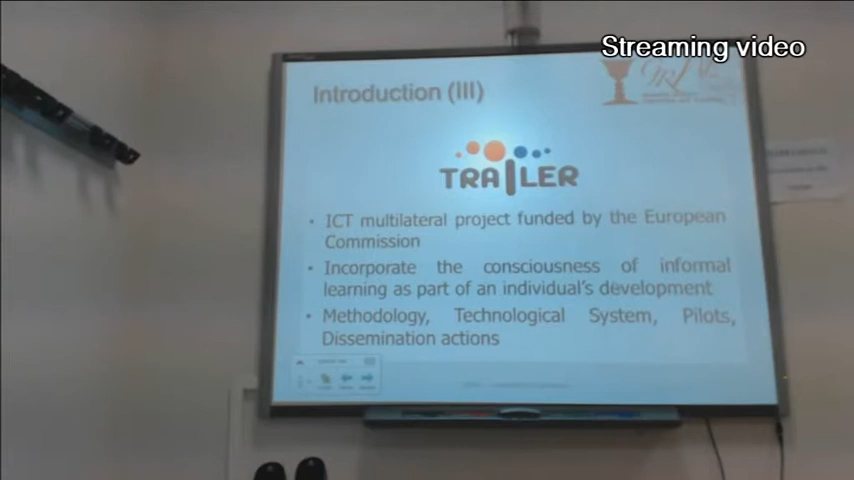 Streaming video
Introduction (III)
TRAILER
• ICT multilateral project funded by the European
Commission
• Incorporate the consciousness of informal
learning as part of an individual's development
• Methodology, Technological System, Pilots,
Dissemination actions